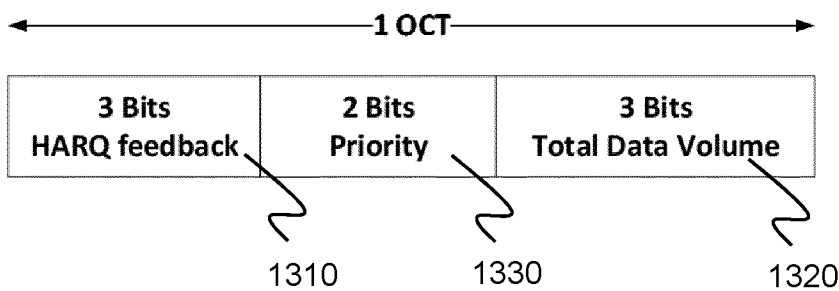 1 OCT
3 Bits
HARQ feedback
2 Bits
Priority
3 Bits
Total Data Volume
1310
1330
1320